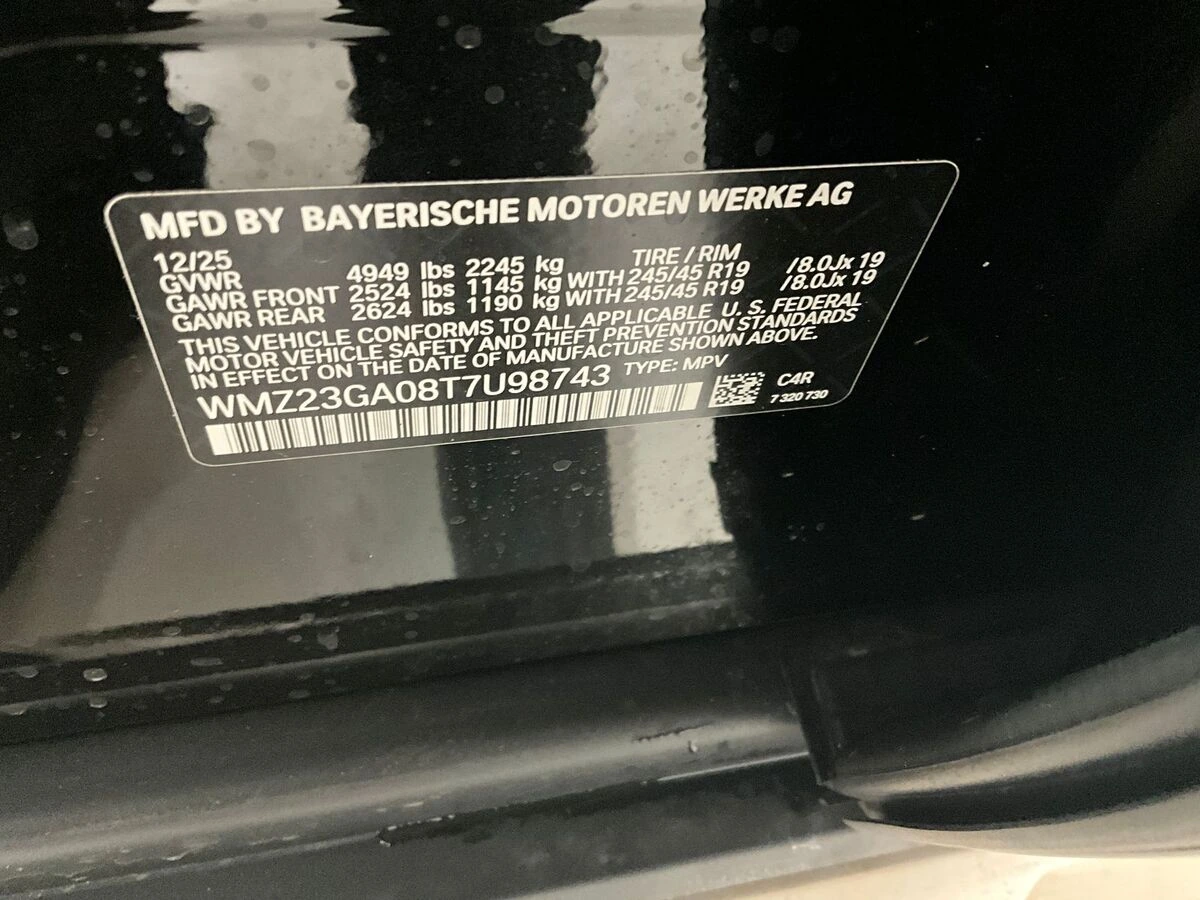 MFD BY BAYERISCHE MOTOREN WERKE AG
12/25 TIRE / RIM
GVWR 4949 lbs 2245 kg
GAWR FRONT 2524 lbs 1145 kg WITH 245/45 R19 /8.0Jx 19
GAWR REAR 2624 lbs 1190 kg WITH 245/45 R19 /8.0Jx 19
THIS VEHICLE CONFORMS TO ALL APPLICABLE U. S. FEDERAL
MOTOR VEHICLE SAFETY AND THEFT PREVENTION STANDARDS
IN EFFECT ON THE DATE OF MANUFACTURE SHOWN ABOVE.
WMZ23GA08T7U98743 TYPE: MPV
C4R
7 320 730